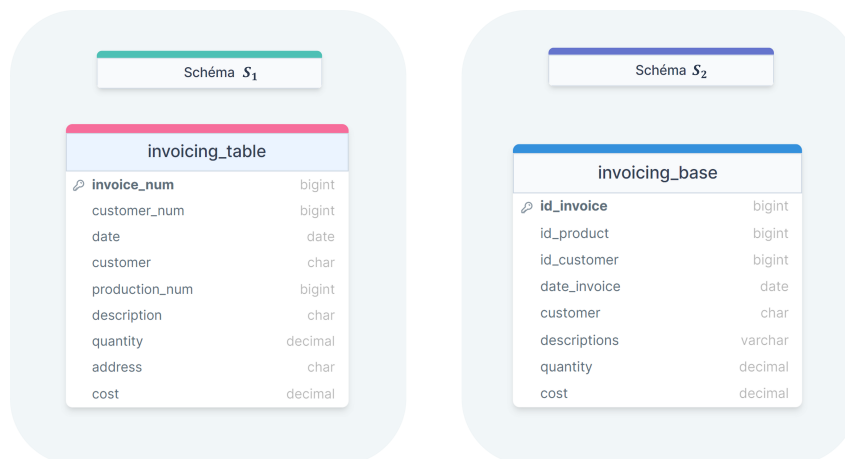 Schéma S1
invoicing_table
invoice_num bigint
customer_num bigint
date date
customer char
production_num bigint
description char
quantity decimal
address char
cost decimal
Schéma S2
invoicing_base
id_invoice bigint
id_product bigint
id_customer bigint
date_invoice date
customer char
descriptions varchar
quantity decimal
cost decimal